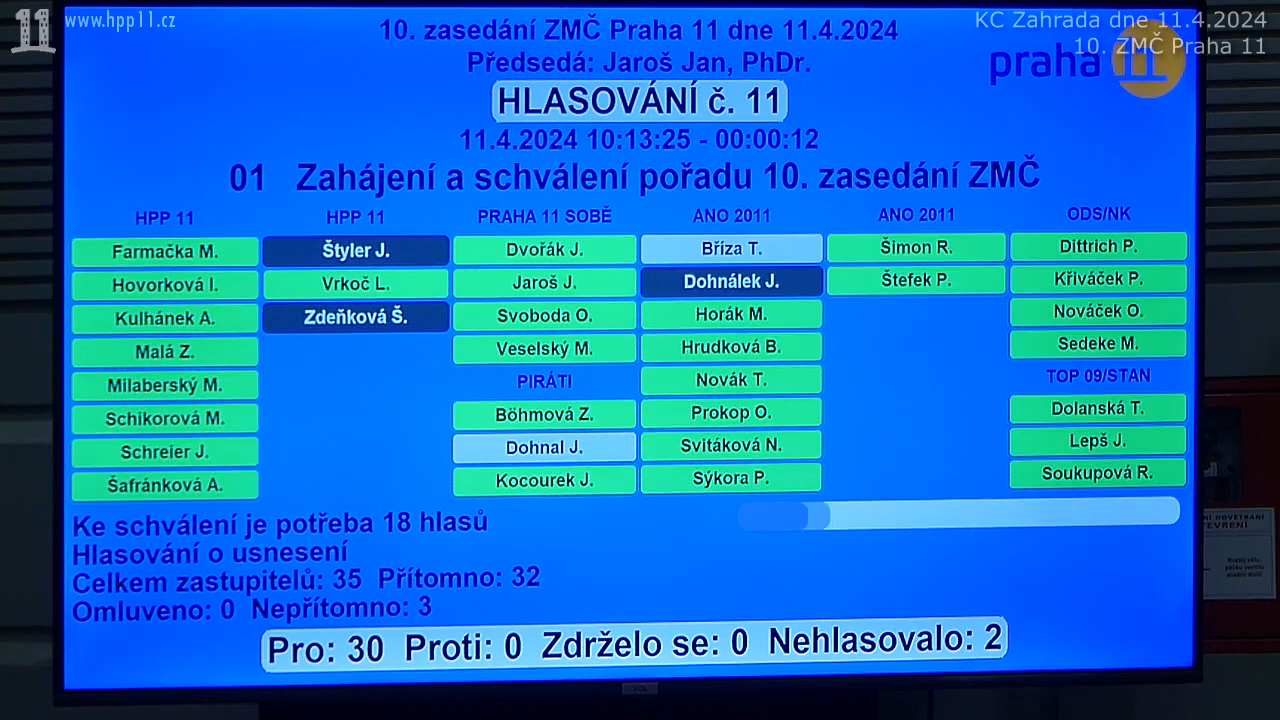 11 www.hpp11.cz
KC Zahrada dne 11.4.2024
10. ZMČ Praha 11
10. zasedání ZMČ Praha 11 dne 11.4.2024
praha 11
Předsedá: Jaroš Jan, PhDr.
HLASOVÁNÍ č. 11
11.4.2024 10:13:25 - 00:00:12
01 Zahájení a schválení pořadu 10. zasedání ZMČ
HPP 11
Farmačka M.
Hovorková I.
Kulhánek A.
Malá Z.
Milaberský M.
Schikorová M.
Schreier J.
Šafránková A.
HPP 11
Štyler J.
Vrkoč L.
Zdeňková Š.
PRAHA 11 SOBĚ
Dvořák J.
Jaroš J.
Svoboda O.
Veselský M.
PIRÁTI
Böhmová Z.
Dohnal J.
Kocourek J.
ANO 2011
Bříza T.
Dohnálek J.
Horák M.
Hrudková B.
Novák T.
Prokop O.
Svitáková N.
Sýkora P.
ANO 2011
Šimon R.
Štefek P.
ODS/NK
Dittrich P.
Křiváček P.
Nováček O.
Sedeke M.
TOP 09/STAN
Dolanská T.
Lepš J.
Soukupová R.
Ke schválení je potřeba 18 hlasů
Hlasování o usnesení
Celkem zastupitelů: 35 Přítomno: 32
Omluveno: 0 Nepřítomno: 3
Pro: 30 Proti: 0 Zdrželo se: 0 Nehlasovalo: 2